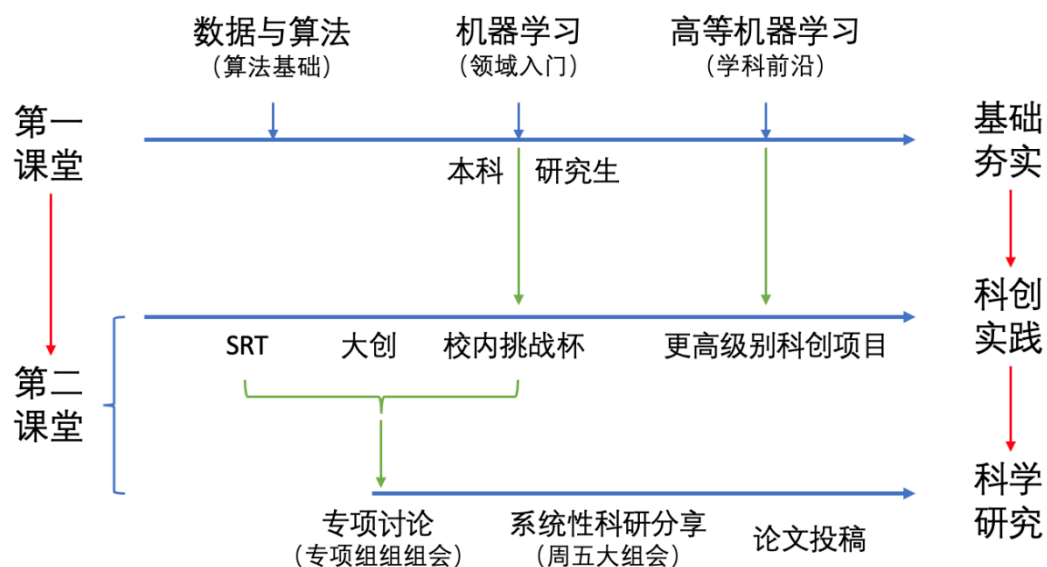 数据与算法
（算法基础）
机器学习
（领域入门）
高等机器学习
（学科前沿）
第一
课堂
基础
夯实
本科
研究生
科创
实践
SRT
大创
校内挑战杯
更高级别科创项目
第二
课堂
科学
研究
专项讨论
（专项组组组会）
系统性科研分享
（周五大组会）
论文投稿